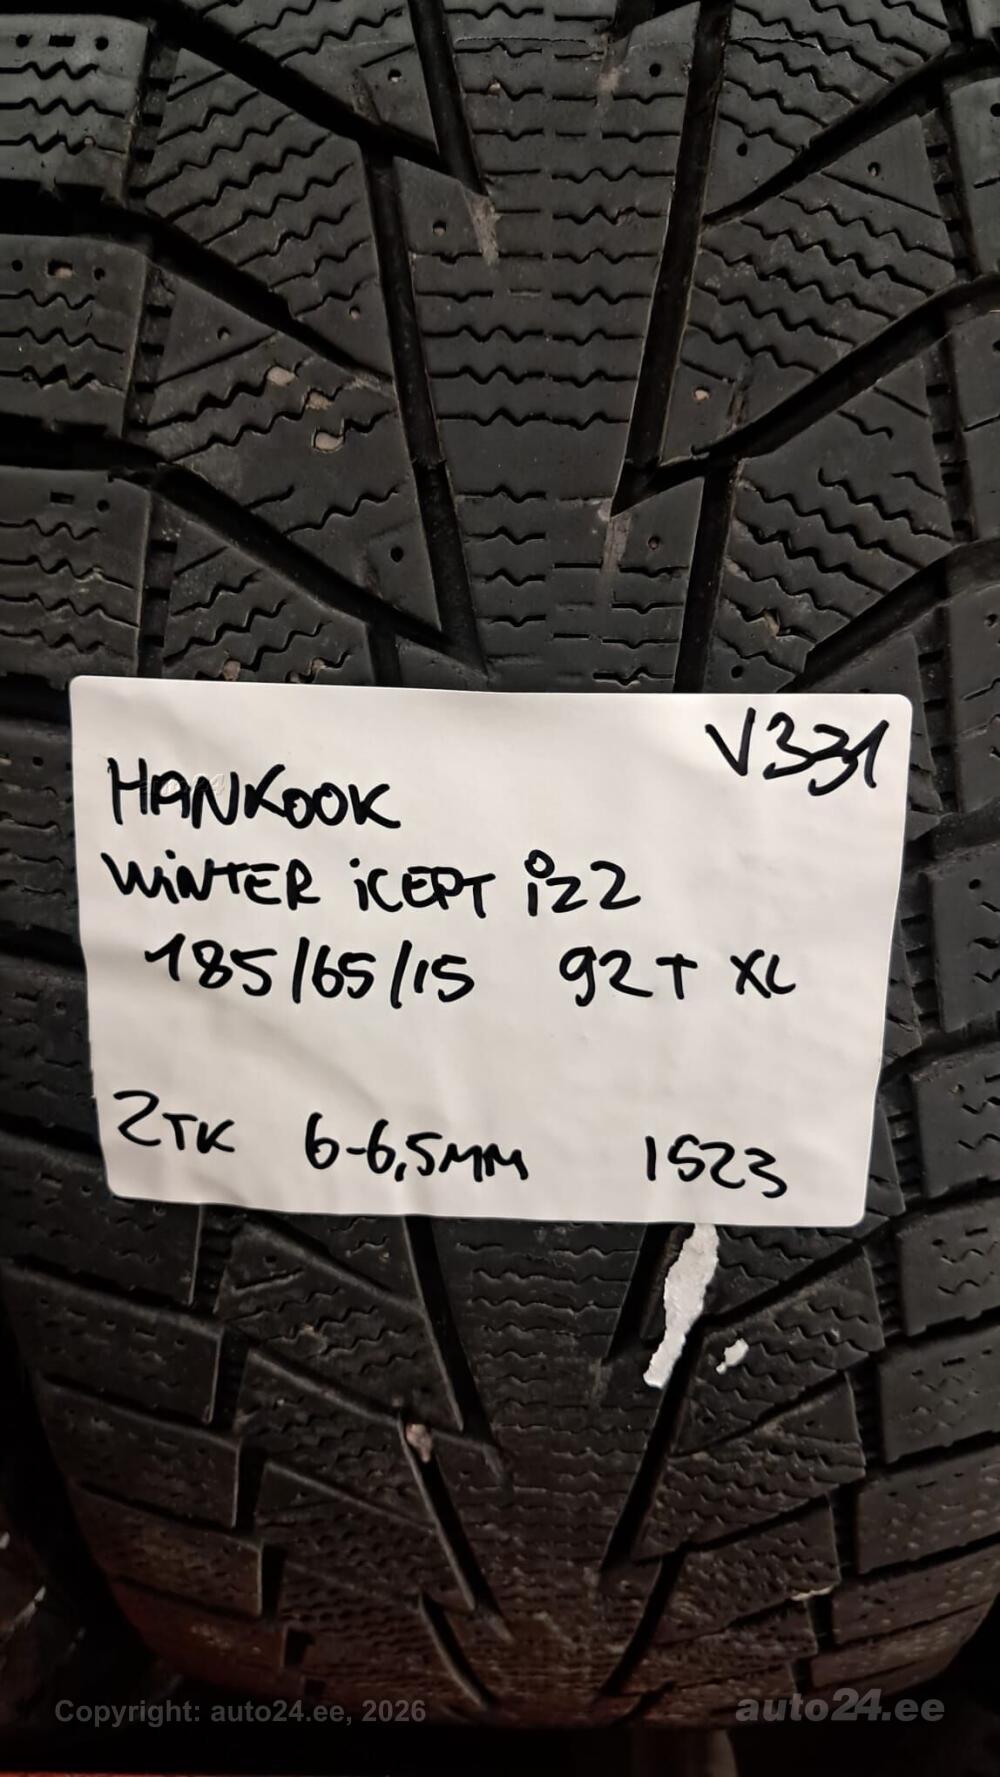 V331
HANKOOK
WiNTER iCEPT iz2
185/65/15 92T XL
2TK 6-6,5MM 1523
Copyright: auto24.ee, 2026
auto24.ee